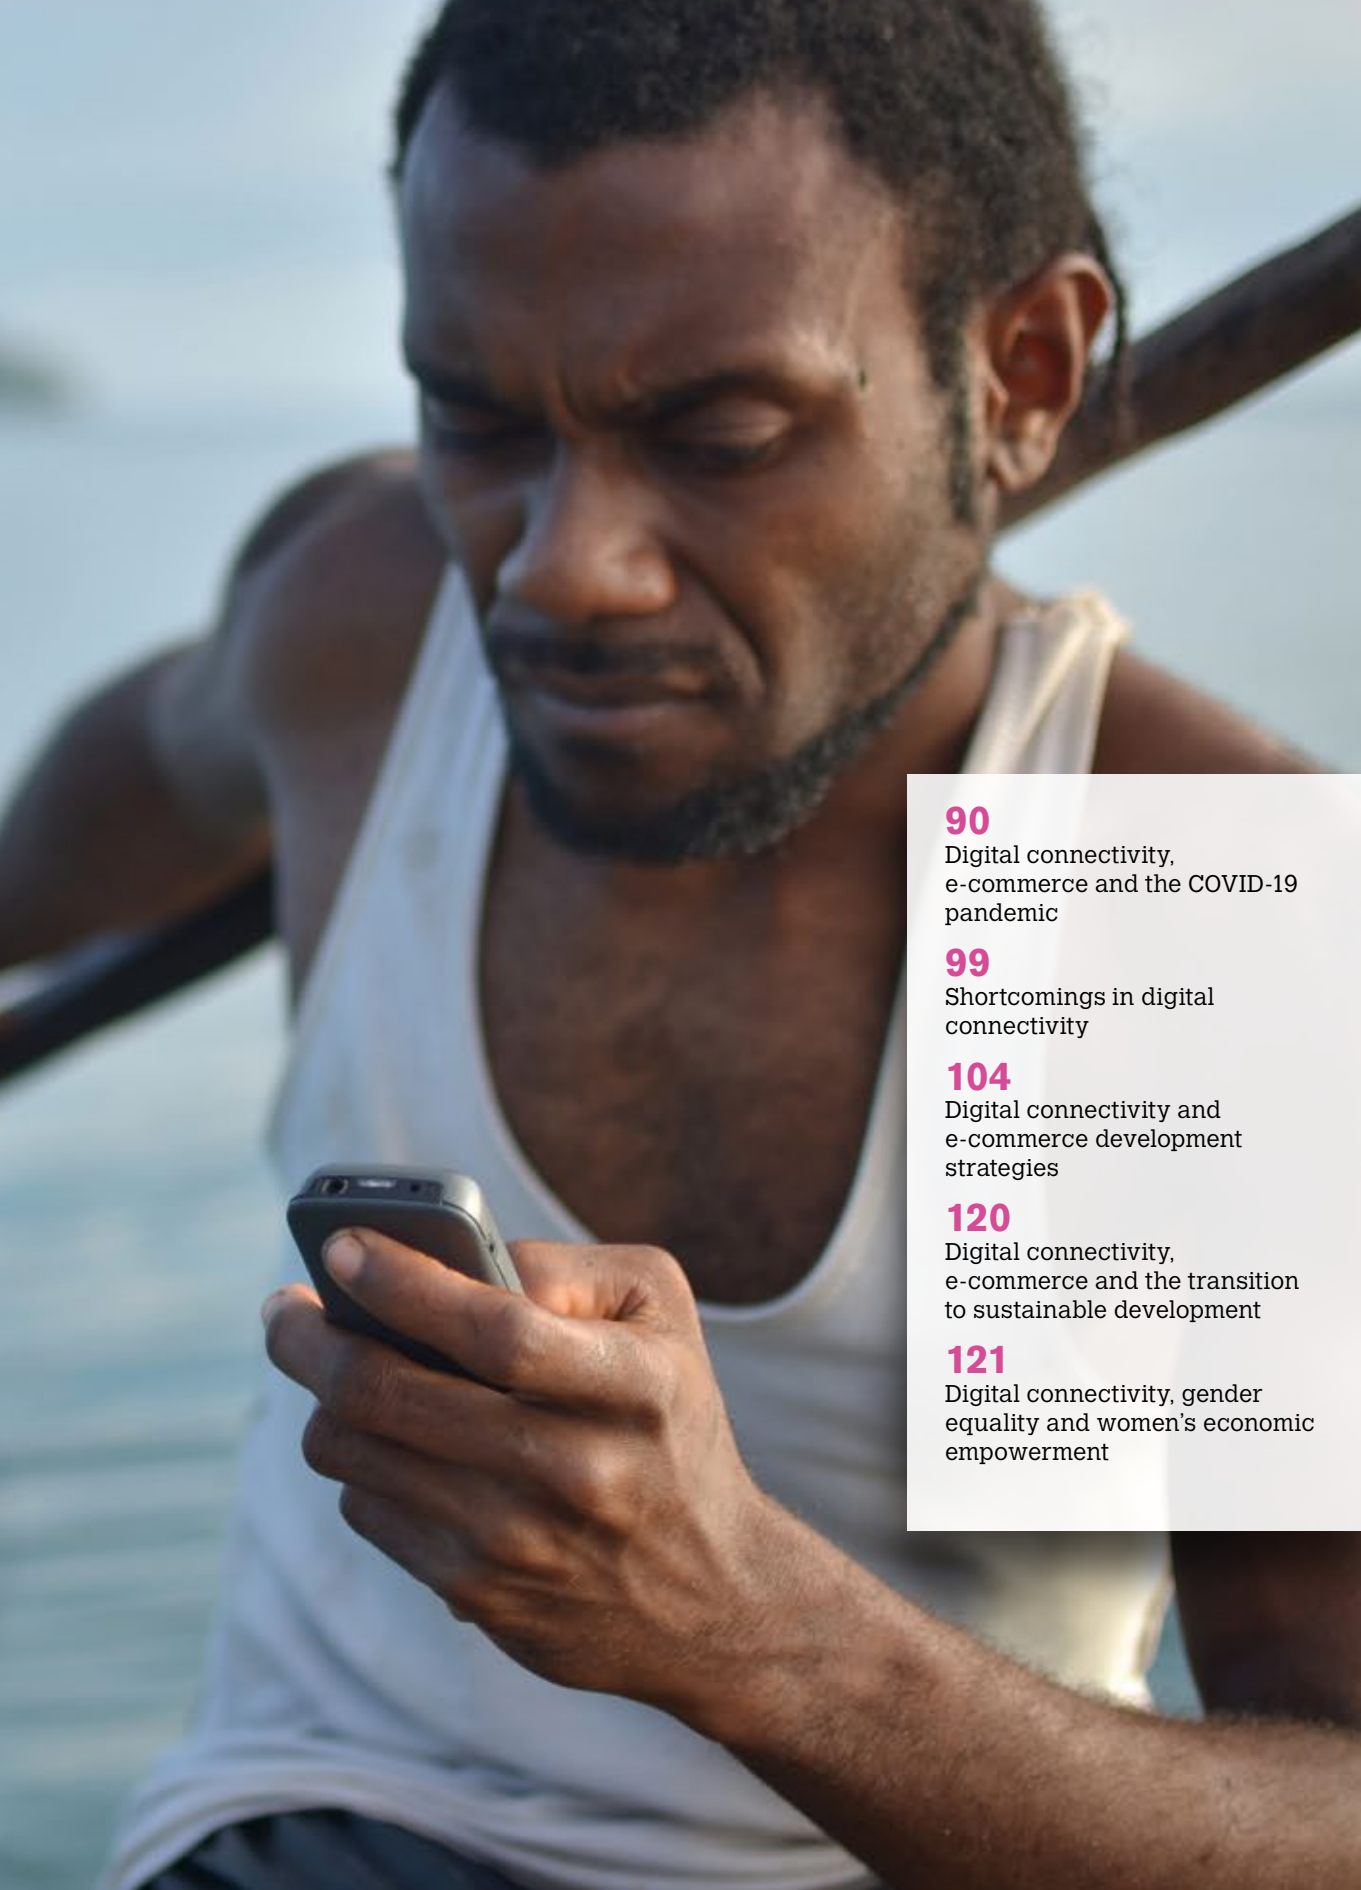 90
Digital connectivity,
e-commerce and the COVID-19
pandemic
99
Shortcomings in digital
connectivity
104
Digital connectivity and
e-commerce development
strategies
120
Digital connectivity,
e-commerce and the transition
to sustainable development
121
Digital connectivity, gender
equality and women’s economic
empowerment